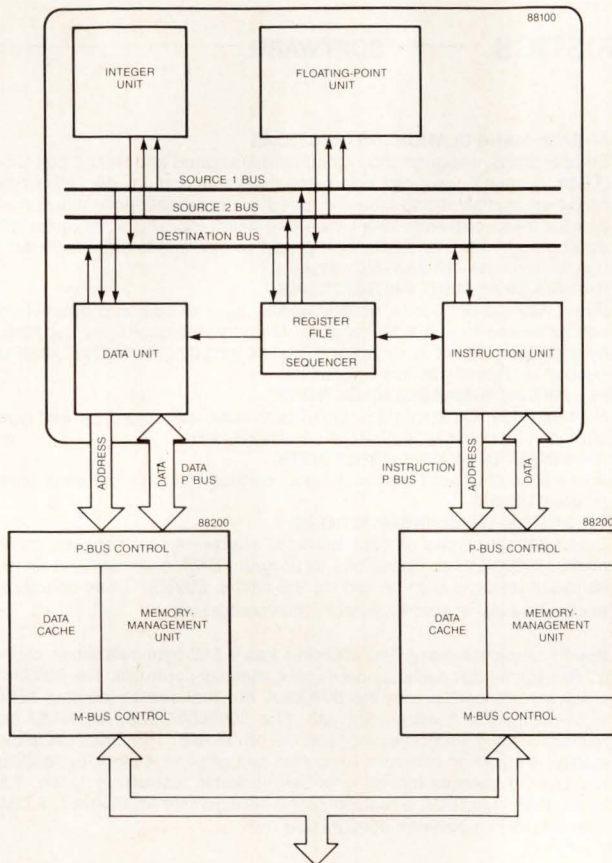 88100
INTEGER
UNIT
FLOATING-POINT
UNIT
SOURCE 1 BUS
SOURCE 2 BUS
DESTINATION BUS
DATA UNIT
REGISTER
FILE
SEQUENCER
INSTRUCTION UNIT
ADDRESS
DATA
DATA
P BUS
INSTRUCTION
P BUS
ADDRESS
DATA
88200
P-BUS CONTROL
DATA
CACHE
MEMORY-
MANAGEMENT
UNIT
M-BUS CONTROL
88200
P-BUS CONTROL
DATA
CACHE
MEMORY-
MANAGEMENT
UNIT
M-BUS CONTROL